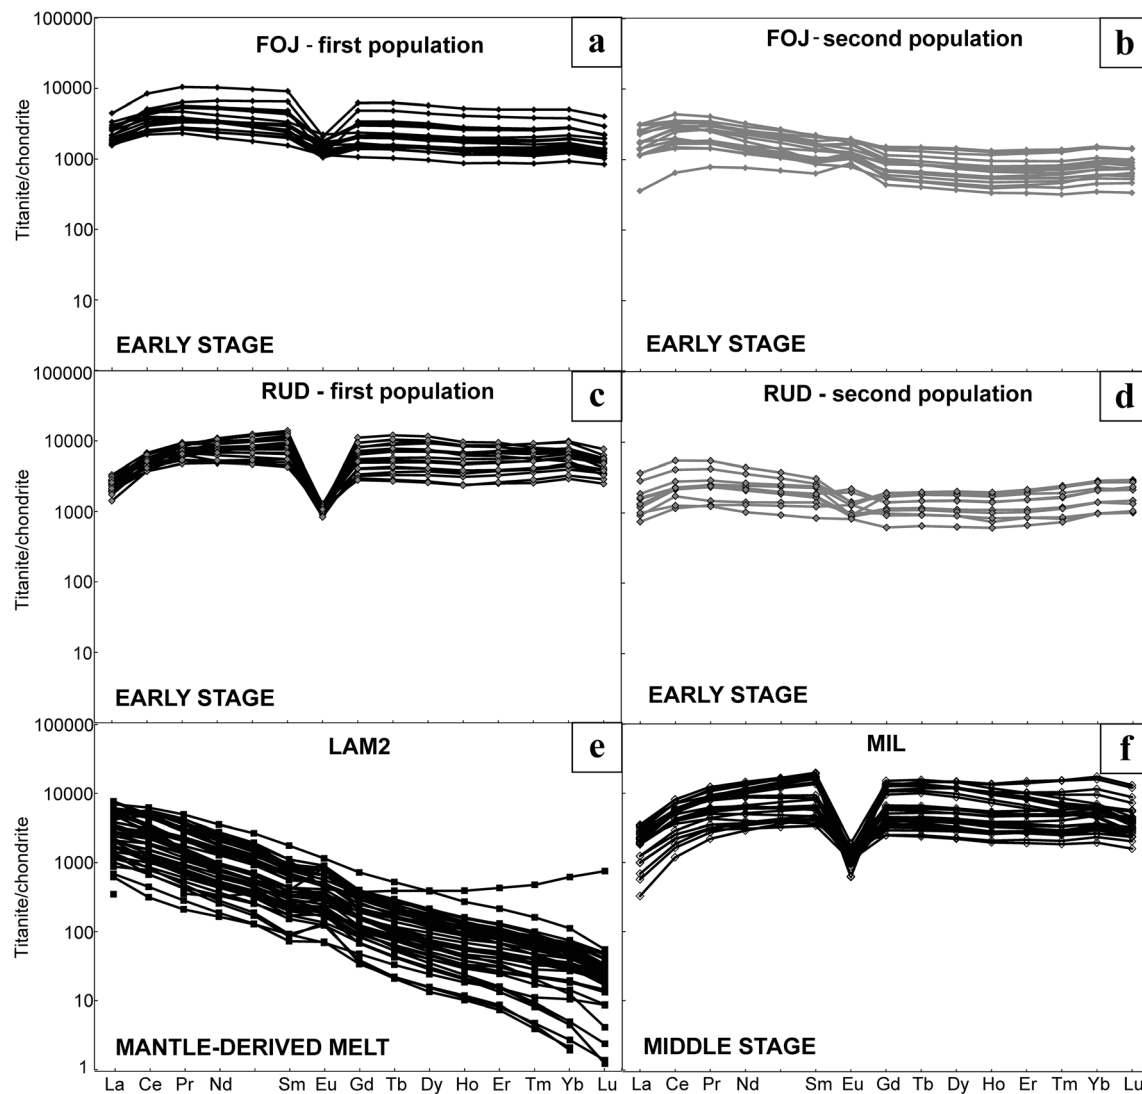 100000
10000
1000
100
10
Titanite/chondrite
FOJ - first population
a
EARLY STAGE
FOJ - second population
b
EARLY STAGE
100000
10000
1000
100
10
Titanite/chondrite
RUD - first population
c
EARLY STAGE
RUD - second population
d
EARLY STAGE
100000
10000
1000
100
10
1
Titanite/chondrite
LAM2
e
MANTLE-DERIVED MELT
La Ce Pr Nd Sm Eu Gd Tb Dy Ho Er Tm Yb Lu
MIL
f
MIDDLE STAGE
La Ce Pr Nd Sm Eu Gd Tb Dy Ho Er Tm Yb Lu